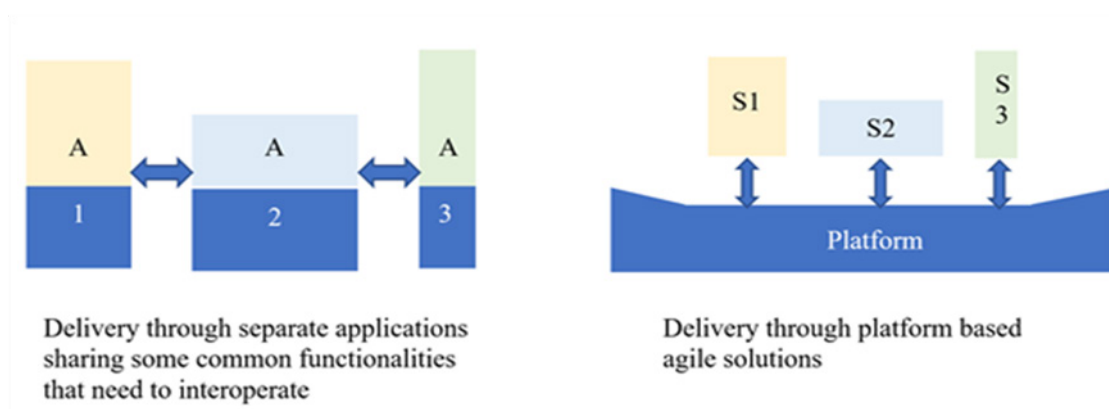 A
A
A
1
2
3
Delivery through separate applications
sharing some common functionalities
that need to interoperate
S1
S2
S
3
Platform
Delivery through platform based
agile solutions